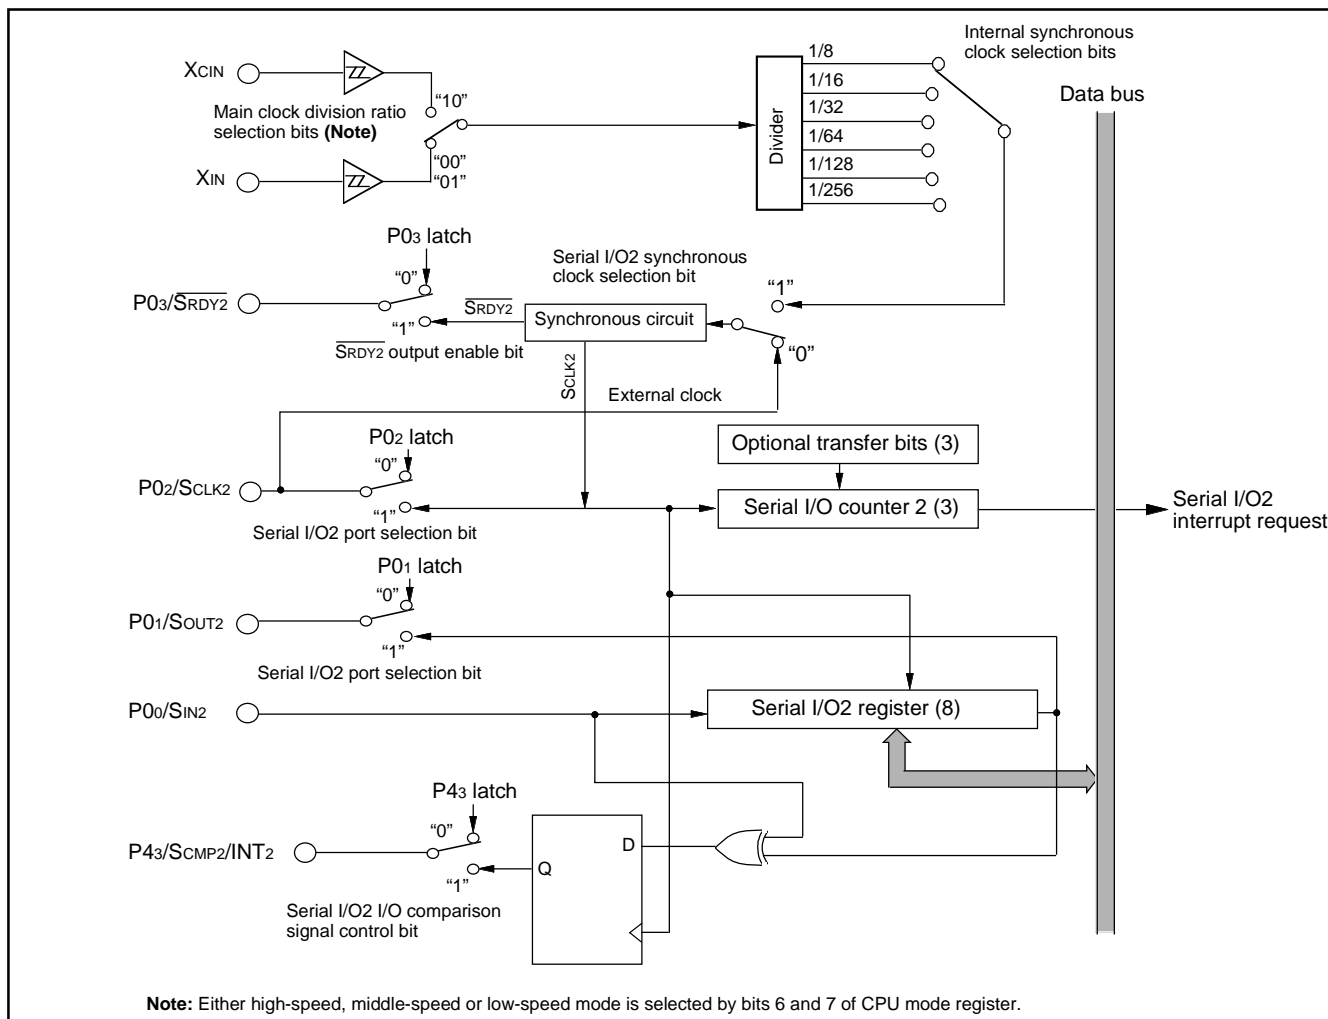 Internal synchronous
clock selection bits
XCIN
"10"
Main clock division ratio
selection bits (Note)
"00"
"01"
XIN
Divider
1/8
1/16
1/32
1/64
1/128
1/256
Data bus
P03 latch
"0"
P03/SRDY2
"1"
SRDY2
SRDY2 output enable bit
Serial I/O2 synchronous
clock selection bit
"1"
Synchronous circuit
"0"
SCLK2
External clock
P02 latch
"0"
P02/SCLK2
"1"
Serial I/O2 port selection bit
Optional transfer bits (3)
Serial I/O counter 2 (3)
Serial I/O2
interrupt request
P01 latch
"0"
P01/SOUT2
"1"
Serial I/O2 port selection bit
P00/SIN2
Serial I/O2 register (8)
P43 latch
"0"
P43/SCMP2/INT2
"1"
Q
D
Serial I/O2 I/O comparison
signal control bit
Note: Either high-speed, middle-speed or low-speed mode is selected by bits 6 and 7 of CPU mode register.